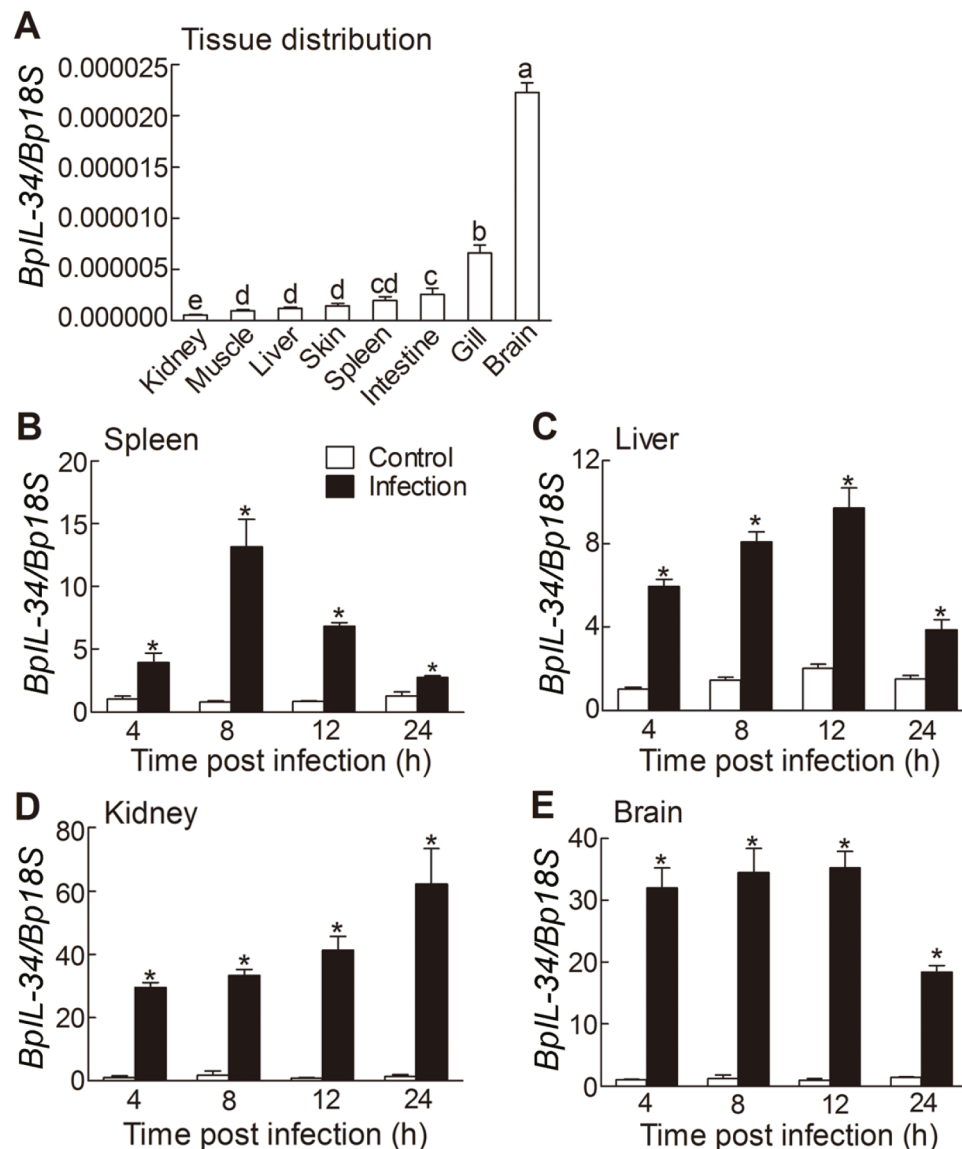 A
Tissue distribution
BpIL-34/Bp18S
0.000025
0.000020
0.000015
0.000010
0.000005
0.000000
e d d d cd c b a
Kidney Muscle Liver Skin Spleen Intestine Gill Brain
B Spleen
BpIL-34/Bp18S
20
15
10
5
0
* * * *
Control
Infection
4 8 12 24
Time post infection (h)
C Liver
BpIL-34/Bp18S
12
8
4
0
* * * *
4 8 12 24
Time post infection (h)
D Kidney
BpIL-34/Bp18S
80
60
40
20
0
* * * *
4 8 12 24
Time post infection (h)
E Brain
BpIL-34/Bp18S
40
30
20
10
0
* * * *
4 8 12 24
Time post infection (h)